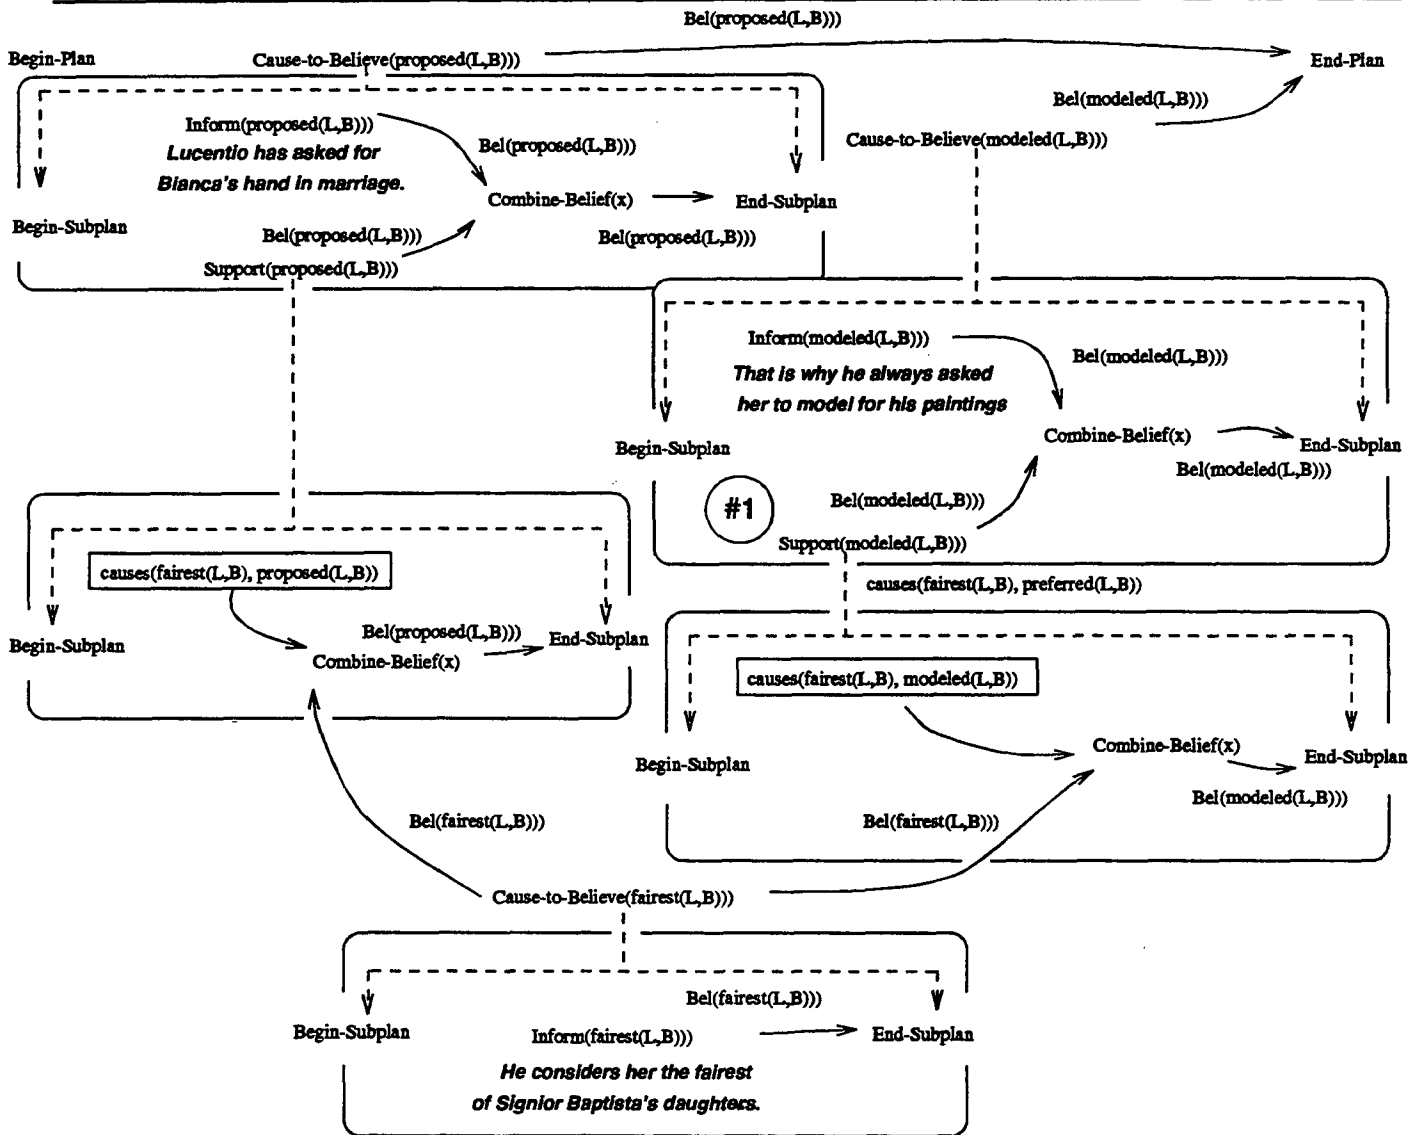 Bel(proposed(L,B)))
Begin-Plan
Cause-to-Believe(proposed(L,B)))
End-Plan
Bel(modeled(L,B)))
Inform(proposed(L,B)))
Cause-to-Believe(modeled(L,B)))
Lucentio has asked for
Bianca's hand in marriage.
Bel(proposed(L,B)))
Combine-Belief(x)
End-Subplan
Begin-Subplan
Bel(proposed(L,B)))
Bel(proposed(L,B)))
Support(proposed(L,B)))
Inform(modeled(L,B)))
Bel(modeled(L,B)))
That is why he always asked
her to model for his paintings
Begin-Subplan
Combine-Belief(x)
End-Subplan
Bel(modeled(L,B)))
#1
Bel(modeled(L,B)))
Support(modeled(L,B)))
causes(fairest(L,B), proposed(L,B))
causes(fairest(L,B), preferred(L,B))
Begin-Subplan
Bel(proposed(L,B)))
End-Subplan
Combine-Belief(x)
causes(fairest(L,B), modeled(L,B))
Begin-Subplan
Combine-Belief(x)
End-Subplan
Bel(modeled(L,B)))
Bel(fairest(L,B)))
Bel(fairest(L,B)))
Cause-to-Believe(fairest(L,B)))
Bel(fairest(L,B)))
Begin-Subplan
Inform(fairest(L,B)))
End-Subplan
He considers her the fairest
of Signior Baptista's daughters.